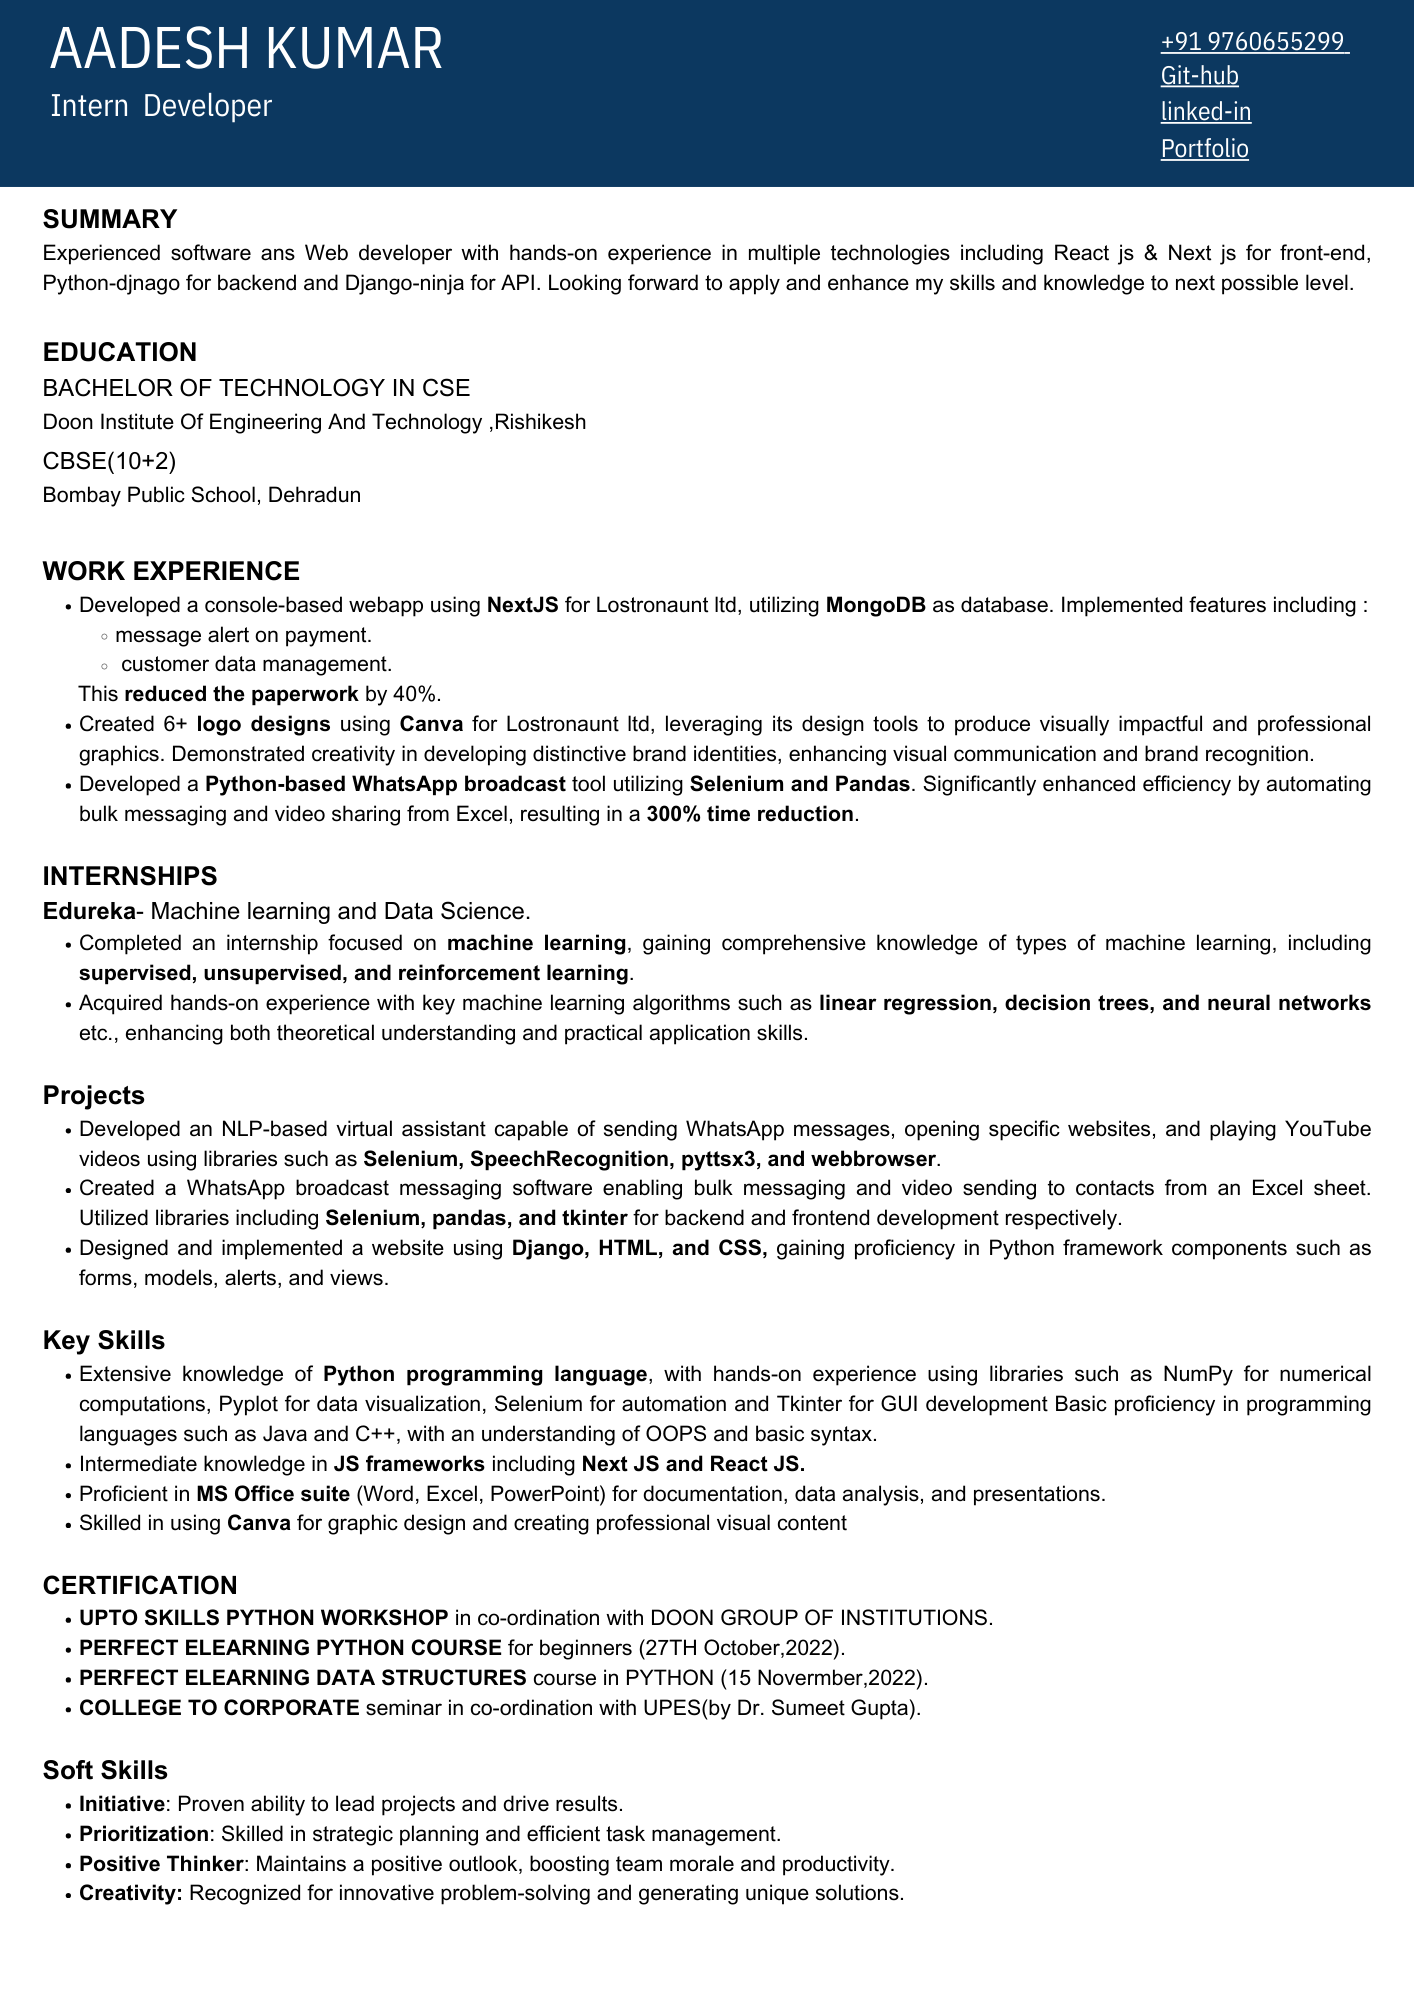 AADESH KUMAR
Intern Developer
+91 9760655299
Git-hub
linked-in
Portfolio
SUMMARY
Experienced software ans Web developer with hands-on experience in multiple technologies including React js & Next js for front-end,
Python-djnago for backend and Django-ninja for API. Looking forward to apply and enhance my skills and knowledge to next possible level.
EDUCATION
BACHELOR OF TECHNOLOGY IN CSE
Doon Institute Of Engineering And Technology ,Rishikesh
CBSE(10+2)
Bombay Public School, Dehradun
WORK EXPERIENCE
• Developed a console-based webapp using NextJS for Lostronaunt ltd, utilizing MongoDB as database. Implemented features including :
◦ message alert on payment.
◦ customer data management.
This reduced the paperwork by 40%.
• Created 6+ logo designs using Canva for Lostronaunt ltd, leveraging its design tools to produce visually impactful and professional
graphics. Demonstrated creativity in developing distinctive brand identities, enhancing visual communication and brand recognition.
• Developed a Python-based WhatsApp broadcast tool utilizing Selenium and Pandas. Significantly enhanced efficiency by automating
bulk messaging and video sharing from Excel, resulting in a 300% time reduction.
INTERNSHIPS
Edureka- Machine learning and Data Science.
• Completed an internship focused on machine learning, gaining comprehensive knowledge of types of machine learning, including
supervised, unsupervised, and reinforcement learning.
• Acquired hands-on experience with key machine learning algorithms such as linear regression, decision trees, and neural networks
etc., enhancing both theoretical understanding and practical application skills.
Projects
• Developed an NLP-based virtual assistant capable of sending WhatsApp messages, opening specific websites, and playing YouTube
videos using libraries such as Selenium, SpeechRecognition, pyttsx3, and webbrowser.
• Created a WhatsApp broadcast messaging software enabling bulk messaging and video sending to contacts from an Excel sheet.
Utilized libraries including Selenium, pandas, and tkinter for backend and frontend development respectively.
• Designed and implemented a website using Django, HTML, and CSS, gaining proficiency in Python framework components such as
forms, models, alerts, and views.
Key Skills
• Extensive knowledge of Python programming language, with hands-on experience using libraries such as NumPy for numerical
computations, Pyplot for data visualization, Selenium for automation and Tkinter for GUI development Basic proficiency in programming
languages such as Java and C++, with an understanding of OOPS and basic syntax.
• Intermediate knowledge in JS frameworks including Next JS and React JS.
• Proficient in MS Office suite (Word, Excel, PowerPoint) for documentation, data analysis, and presentations.
• Skilled in using Canva for graphic design and creating professional visual content
CERTIFICATION
• UPTO SKILLS PYTHON WORKSHOP in co-ordination with DOON GROUP OF INSTITUTIONS.
• PERFECT ELEARNING PYTHON COURSE for beginners (27TH October,2022).
• PERFECT ELEARNING DATA STRUCTURES course in PYTHON (15 Novermber,2022).
• COLLEGE TO CORPORATE seminar in co-ordination with UPES(by Dr. Sumeet Gupta).
Soft Skills
• Initiative: Proven ability to lead projects and drive results.
• Prioritization: Skilled in strategic planning and efficient task management.
• Positive Thinker: Maintains a positive outlook, boosting team morale and productivity.
• Creativity: Recognized for innovative problem-solving and generating unique solutions.